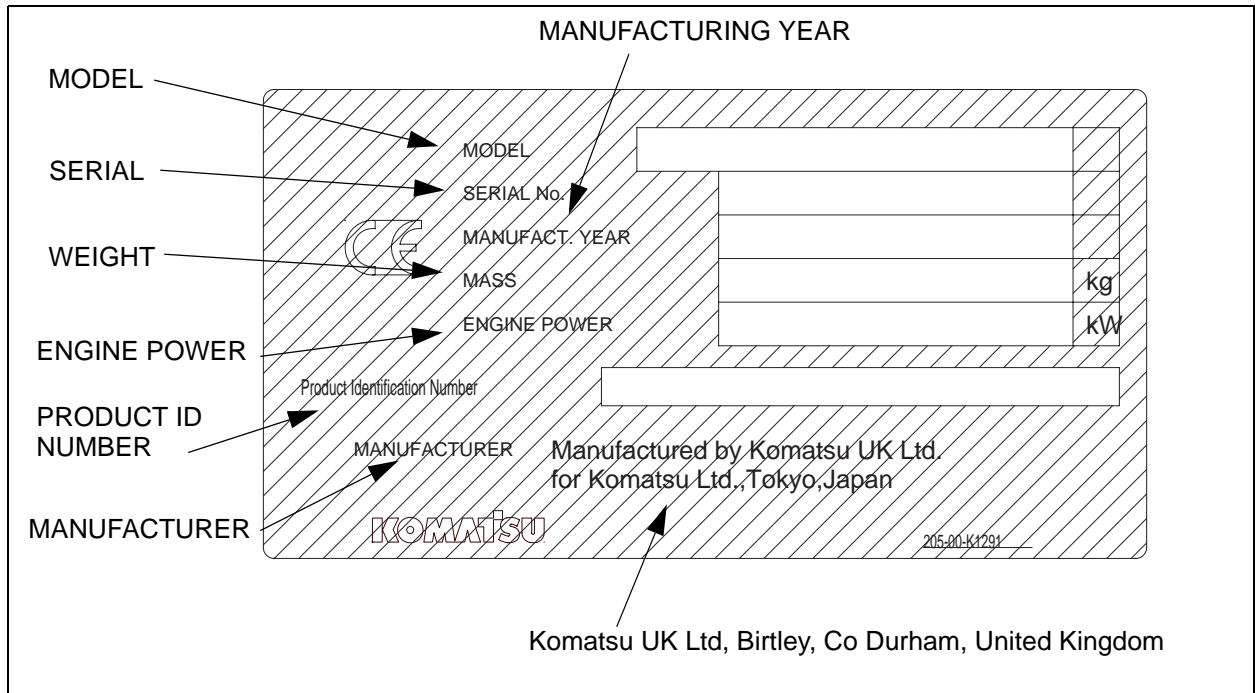 MANUFACTURING YEAR
MODEL
SERIAL
WEIGHT
ENGINE POWER
PRODUCT ID
NUMBER
MANUFACTURER
MODEL
SERIAL No.
MANUFACT. YEAR
MASS
kg
ENGINE POWER
kW
CE
Product Identification Number
MANUFACTURER
Manufactured by Komatsu UK Ltd.
for Komatsu Ltd.,Tokyo,Japan
KOMATSU
205-00-K1291
Komatsu UK Ltd, Birtley, Co Durham, United Kingdom